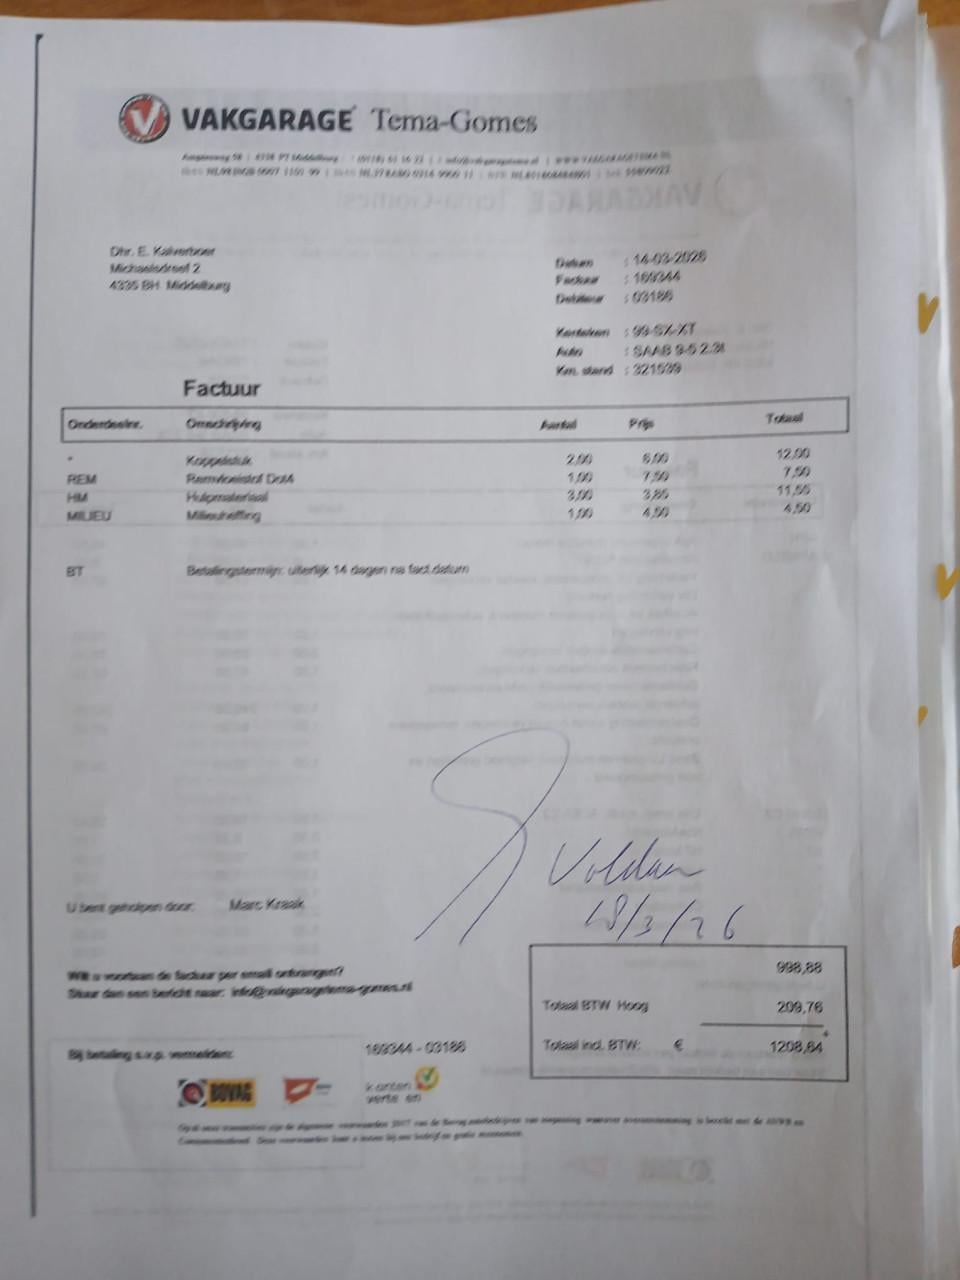 VAKGARAGE Tema-Gomes
Dhr. E. Kalverboer
Michaelsdreef 2
4335 BH Middelburg
Datum : 14-03-2026
Factuur : 169344
Debiteur : 03186
Kenteken : 99-SX-XT
Auto : SAAB 9-5 2.3t
Km. stand : 321539
Factuur
Onderdeelnr. Omschrijving Aantal Prijs Totaal
* Koppelstuk 2,00 6,00 12,00
REM Remvloeistof Dot4 1,00 7,50 7,50
HM Hulpmateriaal 3,00 3,85 11,55
MILIEU Milieuheffing 1,00 4,50 4,50
BT Betalingstermijn: uiterlijk 14 dagen na fact.datum
Voldaan
18/3/26
U bent geholpen door: Marc Kraak
Wilt u voortaan de factuur per email ontvangen?
Stuur dan een bericht naar: info@vakgaragetema-gomes.nl
998,88
Totaal BTW Hoog 209,76
+
Totaal incl. BTW: € 1208,64
Bij betaling s.v.p. vermelden: 169344 - 03186
BOVAG